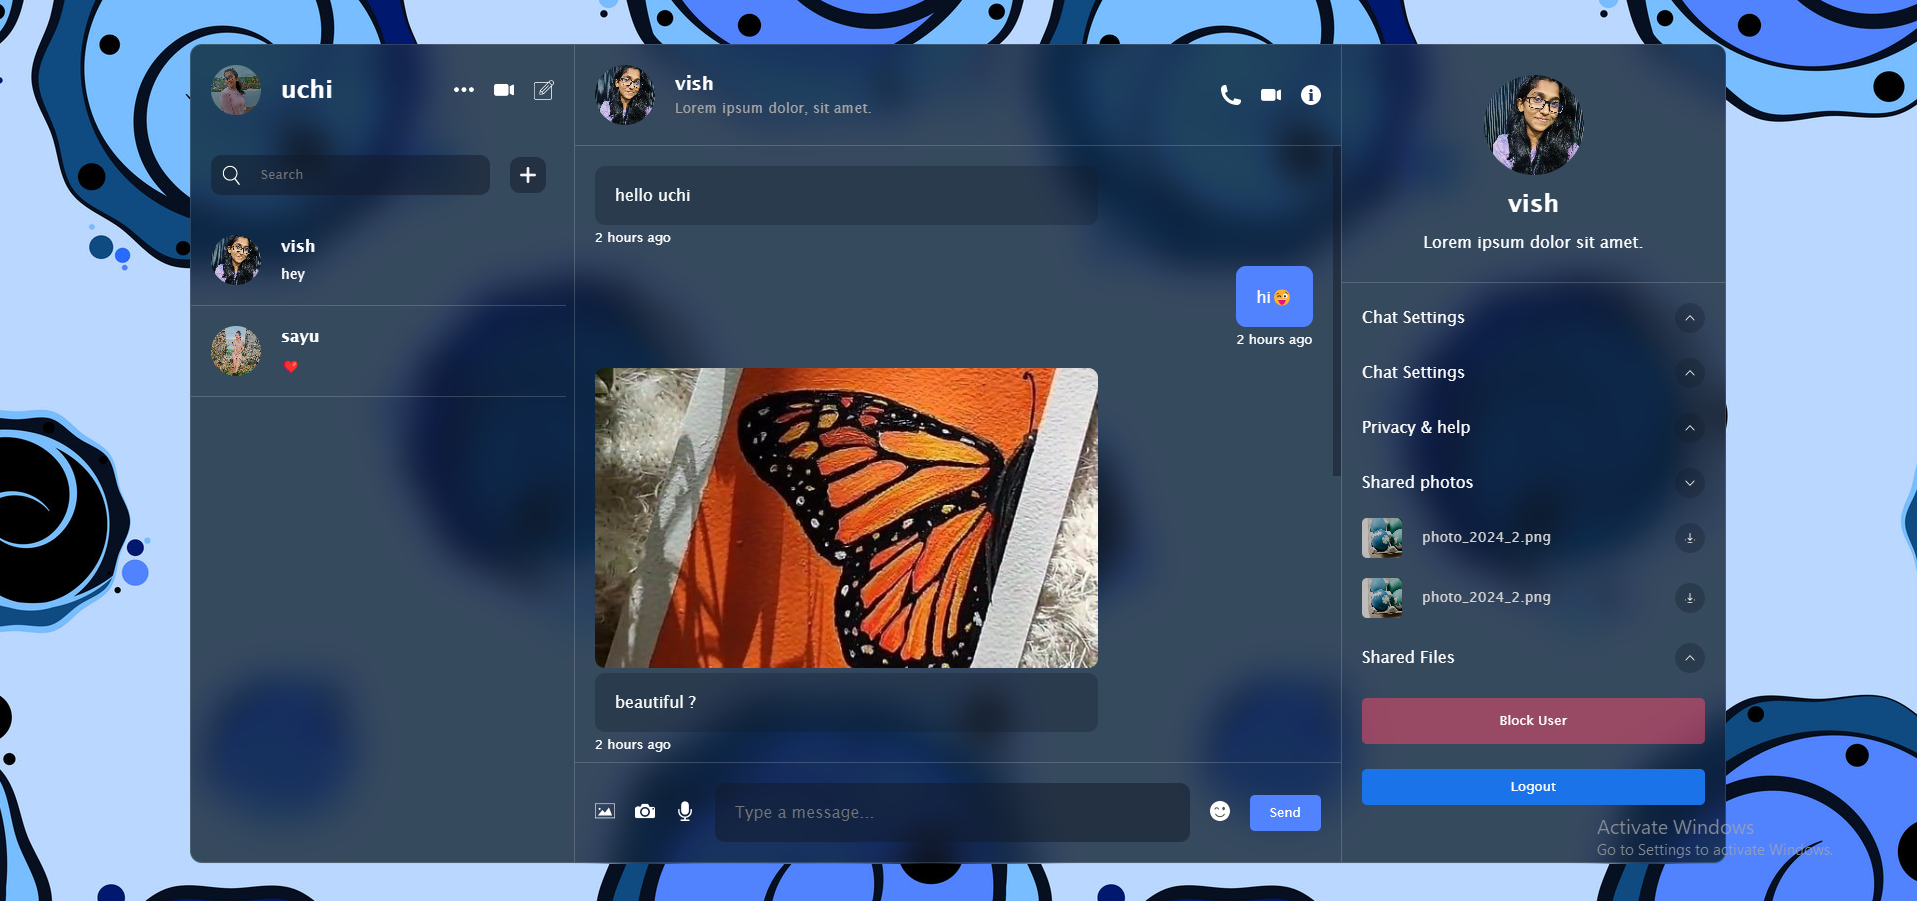 uchi
Search
vish
hey
sayu
vish
Lorem ipsum dolor, sit amet.
hello uchi
2 hours ago
hi😜
2 hours ago
beautiful ?
2 hours ago
Type a message...
Send
vish
Lorem ipsum dolor sit amet.
Chat Settings
Chat Settings
Privacy & help
Shared photos
photo_2024_2.png
photo_2024_2.png
Shared Files
Block User
Logout
Activate Windows
Go to Settings to activate Windows.